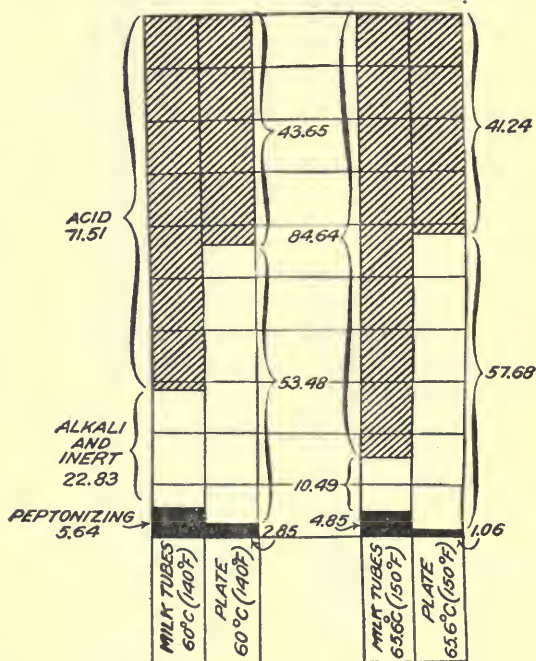 43.65
41.24
ACID
71.51
84.64
53.48
57.68
ALKALI
AND
INERT
22.83
10.49
PEPTONIZING
5.64
2.85
4.85
1.06
MILK TUBES
60°C (140°F)
PLATE
60°C (140°F)
MILK TUBES
65.6°C (150°F)
PLATE
65.6°C (150°F)